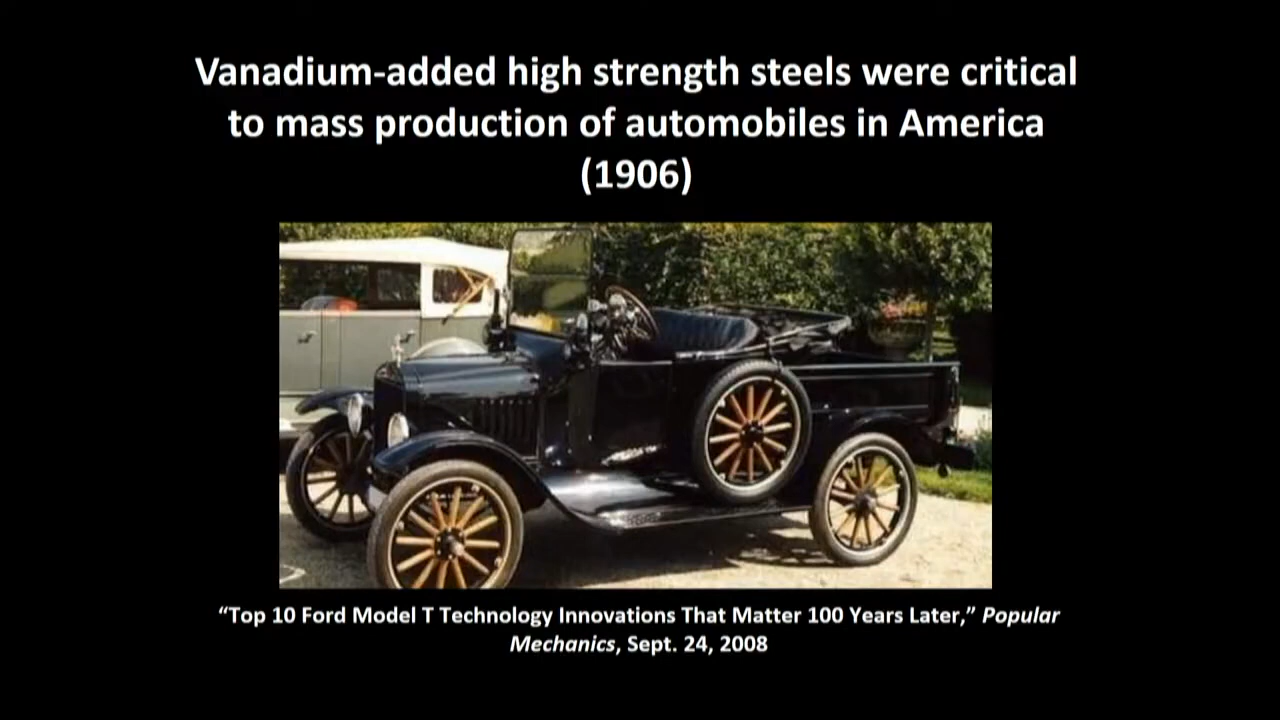 Vanadium-added high strength steels were critical
to mass production of automobiles in America
(1906)
“Top 10 Ford Model T Technology Innovations That Matter 100 Years Later,” Popular
Mechanics, Sept. 24, 2008